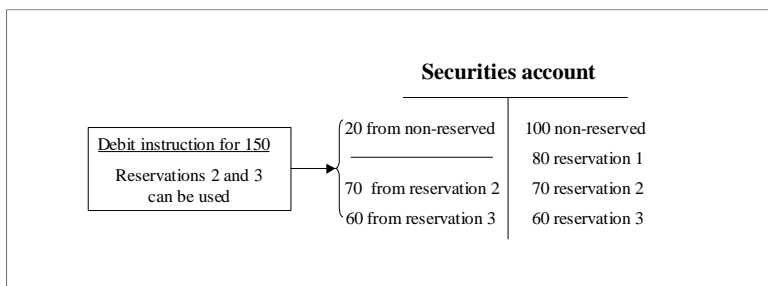 Securities account
Debit instruction for 150
Reservations 2 and 3
can be used
20 from non-reserved
70 from reservation 2
60 from reservation 3
100 non-reserved
80 reservation 1
70 reservation 2
60 reservation 3